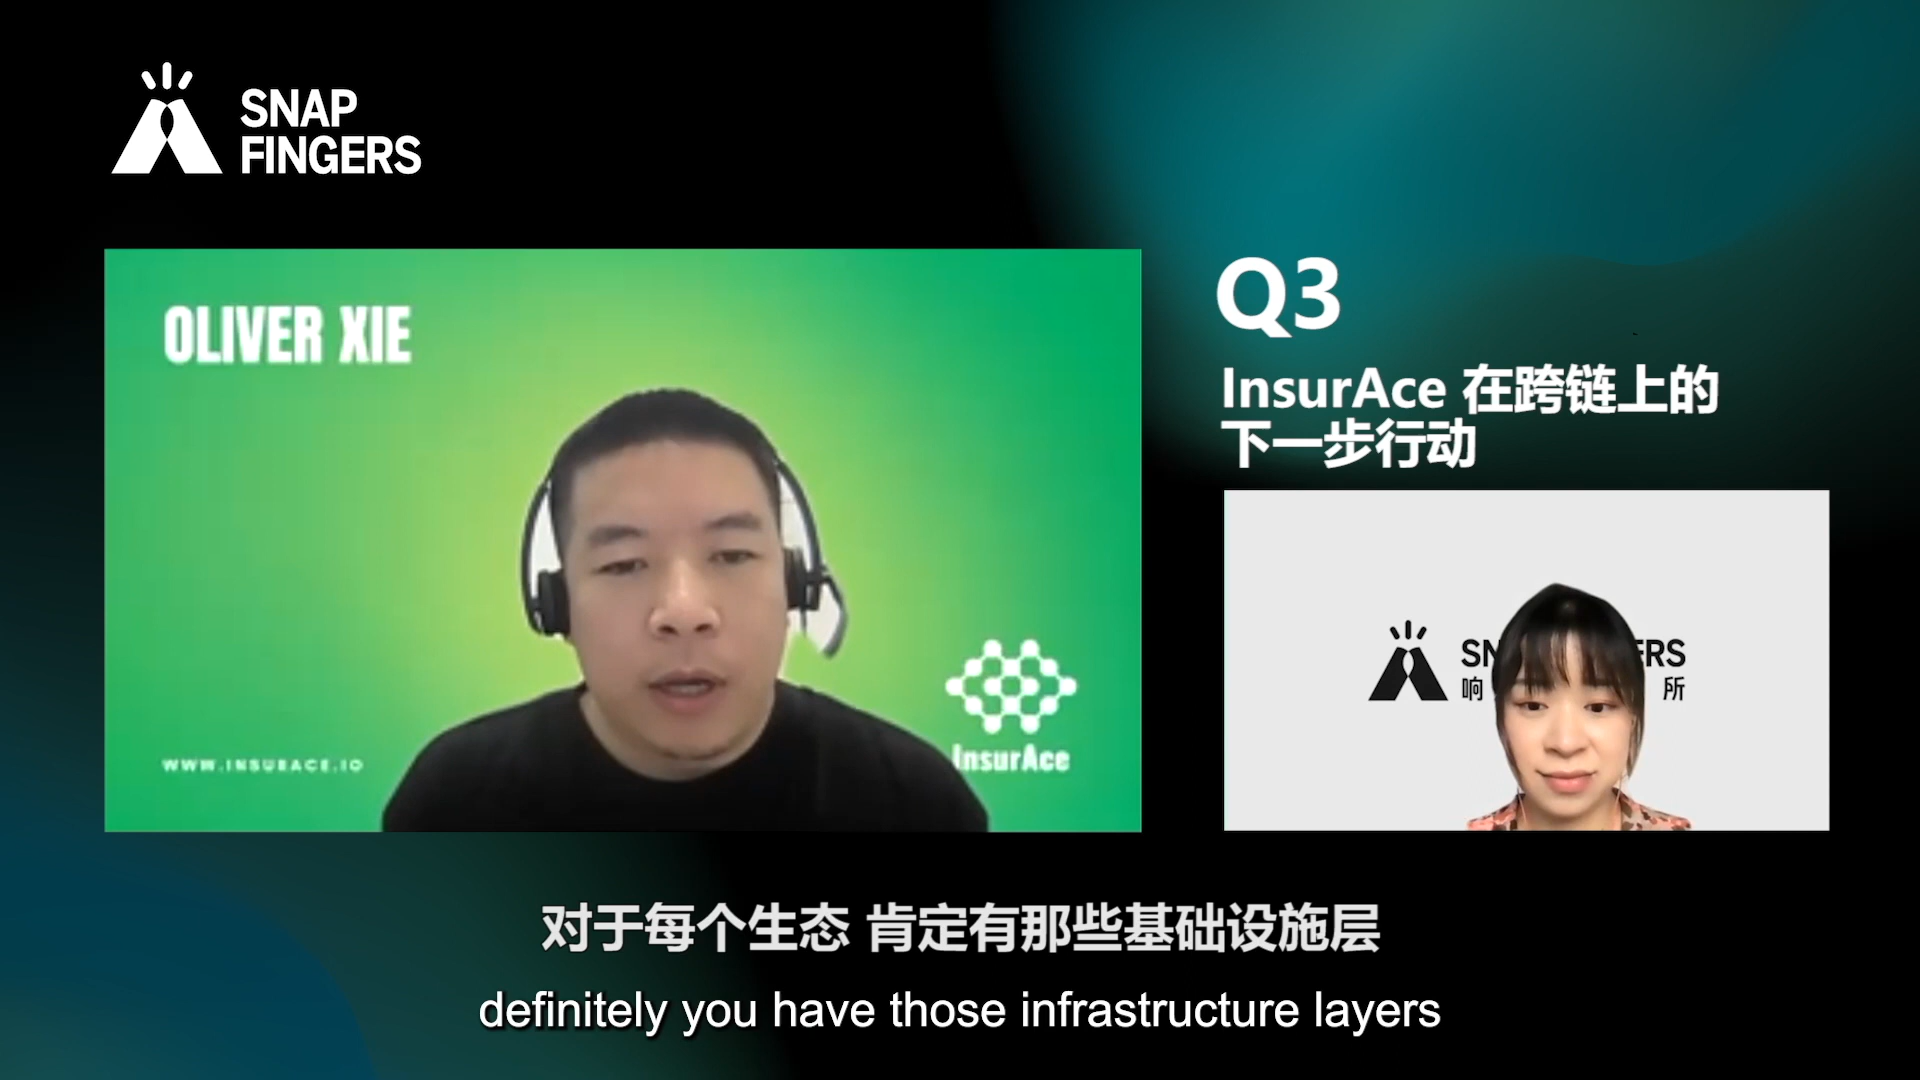 SNAP
FINGERS
OLIVER XIE
WWW.INSURACE.IO
InsurAce
Q3
InsurAce 在跨链上的
下一步行动
SN ERS
响 所
对于每个生态 肯定有那些基础设施层
definitely you have those infrastructure layers